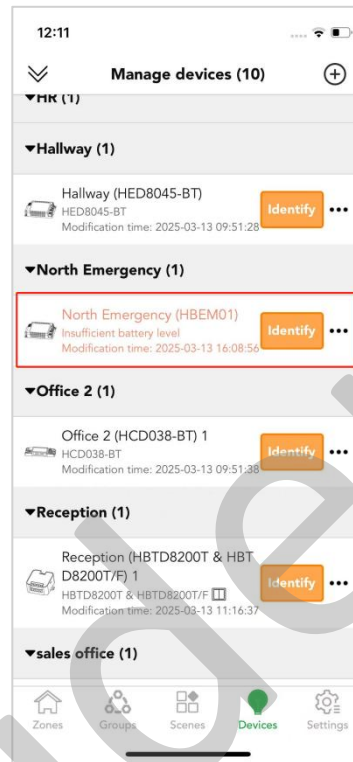 12:11
Manage devices (10)
▼HR (1)
▼Hallway (1)
Hallway (HED8045-BT)
HED8045-BT
Modification time: 2025-03-13 09:51:28
Identify
▼North Emergency (1)
North Emergency (HBEM01)
Insufficient battery level
Modification time: 2025-03-13 16:08:56
Identify
▼Office 2 (1)
Office 2 (HCD038-BT) 1
HCD038-BT
Modification time: 2025-03-13 09:51:38
Identify
▼Reception (1)
Reception (HBTD8200T & HBT
D8200T/F) 1
HBTD8200T & HBTD8200T/F
Modification time: 2025-03-13 11:16:37
Identify
▼sales office (1)
Zones Groups Scenes Devices Settings